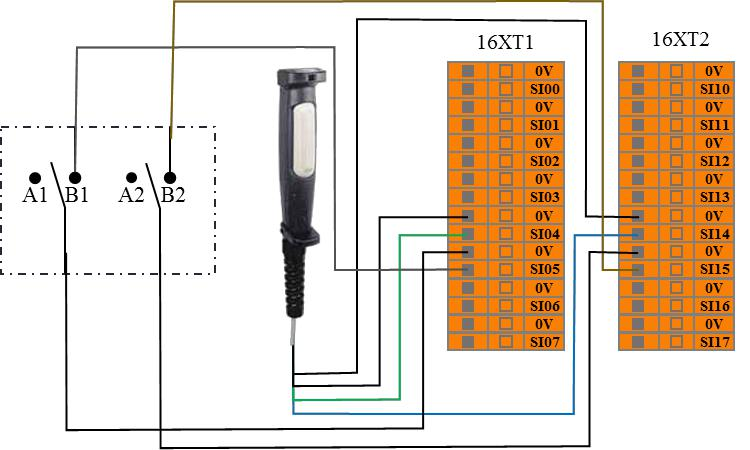 16XT1
0V
SI00
0V
SI01
0V
SI02
0V
SI03
0V
SI04
0V
SI05
0V
SI06
0V
SI07
16XT2
0V
SI10
0V
SI11
0V
SI12
0V
SI13
0V
SI14
0V
SI15
0V
SI16
0V
SI17
A1 B1 A2 B2